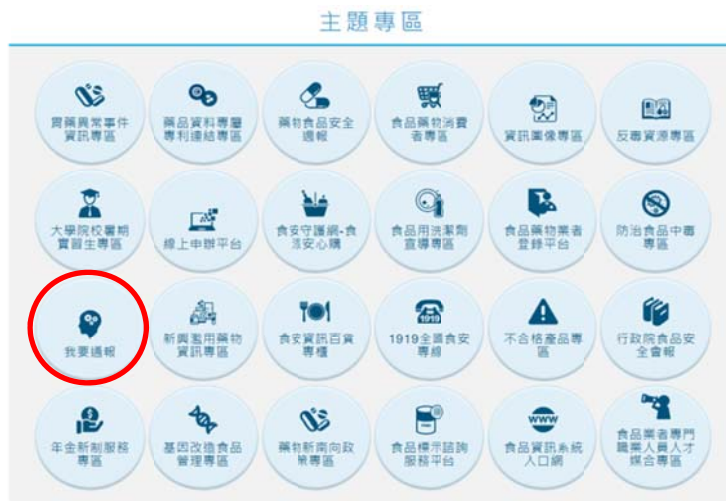 主題專區
胃藥異常事件
資訊專區
藥品資料專屬
專利連結專區
藥物食品安全
週報
食品藥物消費
者專區
資訊圖像專區
反毒資源專區
大學院校暑期
實習生專區
線上申辦平台
食安守護網-食
在安心購
食品用洗潔劑
宣導專區
食品藥物業者
登錄平台
防治食品中毒
專區
我要通報
新興濫用藥物
資訊專區
食安資訊百貨
專櫃
1919
1919全國食安
專線
不合格產品專
區
行政院食品安
全會報
年金新制服務
專區
基因改造食品
管理專區
藥物新南向政
策專區
食品標示諮詢
服務平台
www
食品資訊系統
入口網
食品業者專門
職業人員人才
媒合專區